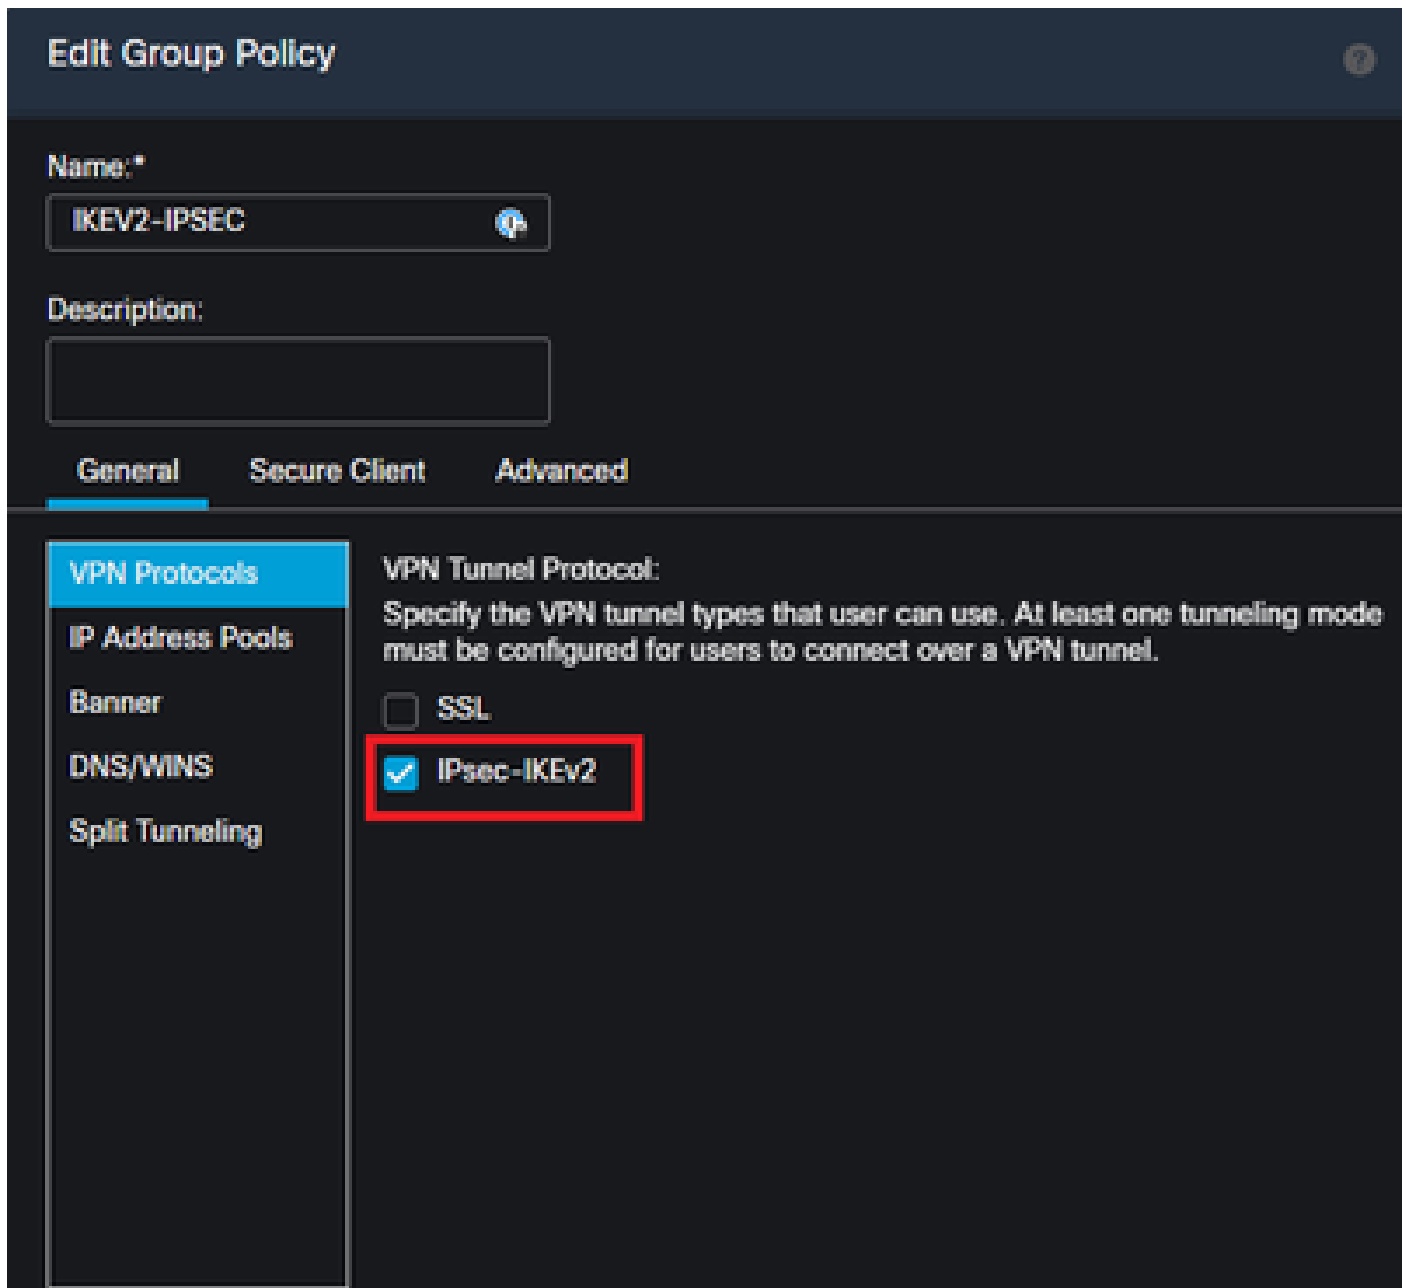 Edit Group Policy
?
Name:*
IKEV2-IPSEC
Description:
General Secure Client Advanced
VPN Protocols
IP Address Pools
Banner
DNS/WINS
Split Tunneling
VPN Tunnel Protocol:
Specify the VPN tunnel types that user can use. At least one tunneling mode
must be configured for users to connect over a VPN tunnel.
SSL
IPsec-IKEv2